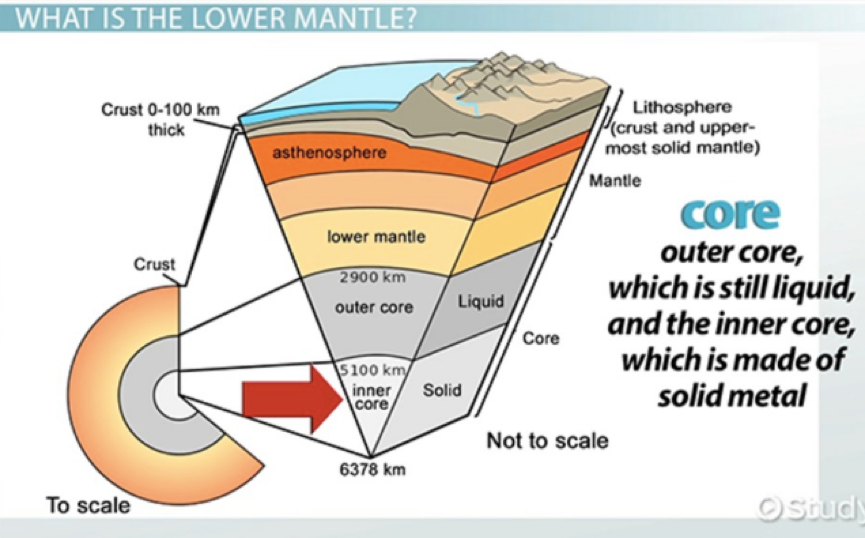 WHAT IS THE LOWER MANTLE?
Crust 0-100 km
thick
asthenosphere
Lithosphere
(crust and upper-
most solid mantle)
Mantle
lower mantle
2900 km
outer core
Liquid
Core
5100 km
inner
core
Solid
Not to scale
6378 km
Crust
To scale
core
outer core,
which is still liquid,
and the inner core,
which is made of
solid metal
Study